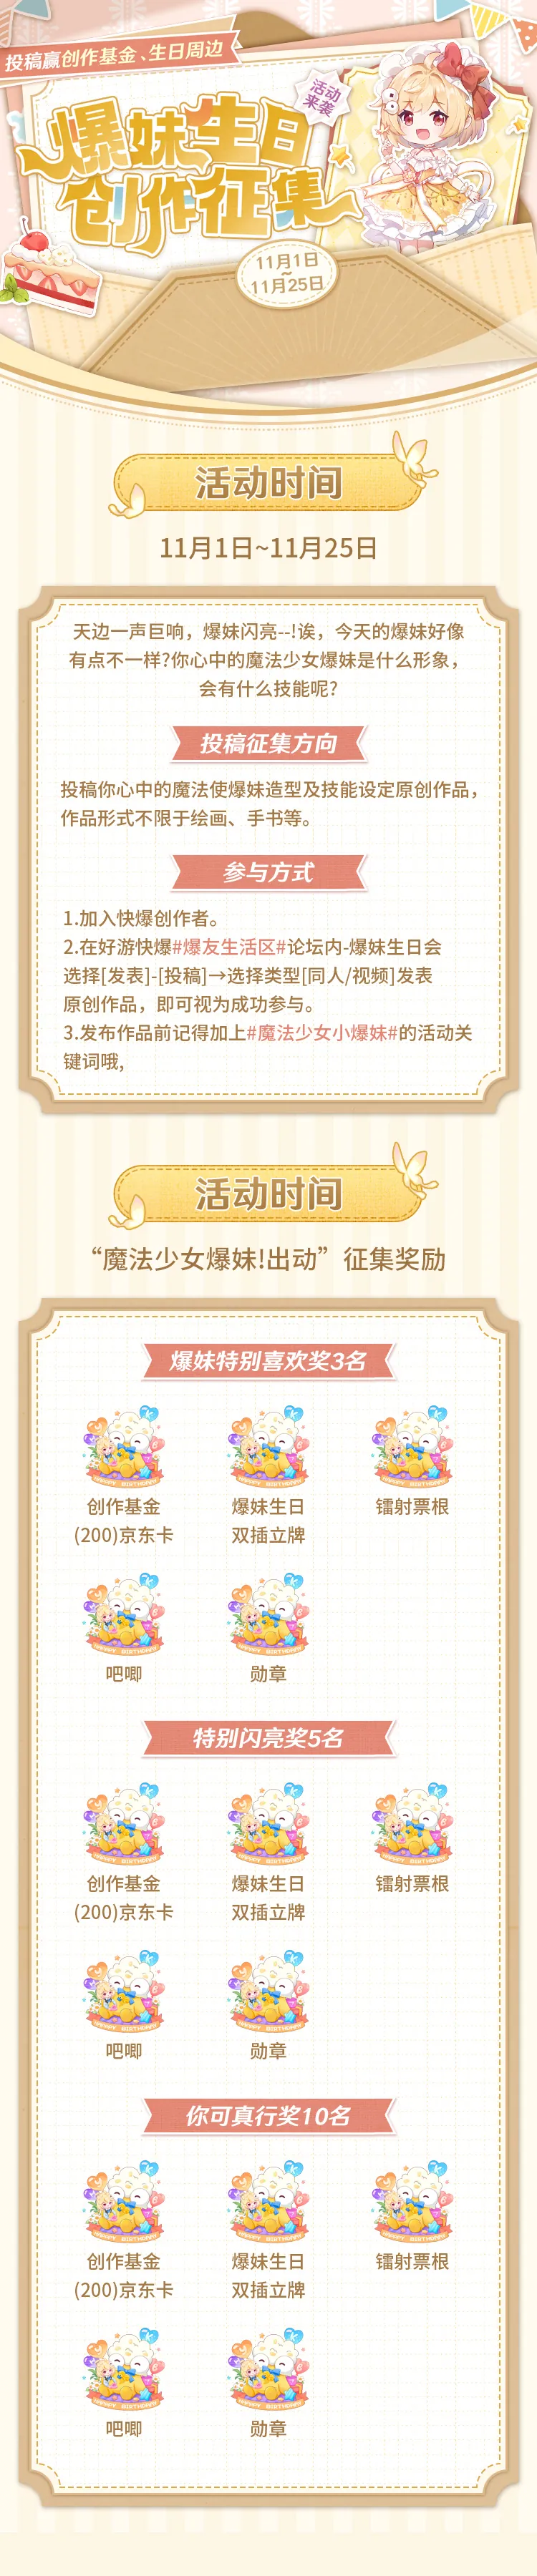 投稿赢创作基金、生日周边
活动
来袭
爆妹生日
创作征集
11月1日
~
11月25日
活动时间
11月1日~11月25日
天边一声巨响，爆妹闪亮--!诶，今天的爆妹好像
有点不一样?你心中的魔法少女爆妹是什么形象，
会有什么技能呢?
投稿征集方向
投稿你心中的魔法使爆妹造型及技能设定原创作品，
作品形式不限于绘画、手书等。
参与方式
1.加入快爆创作者。
2.在好游快爆#爆友生活区#论坛内-爆妹生日会
选择[发表]-[投稿]→选择类型[同人/视频]发表
原创作品，即可视为成功参与。
3.发布作品前记得加上#魔法少女小爆妹#的活动关
键词哦,
活动时间
“魔法少女爆妹!出动”征集奖励
爆妹特别喜欢奖3名
创作基金 爆妹生日 镭射票根
(200)京东卡 双插立牌
吧唧 勋章
特别闪亮奖5名
创作基金 爆妹生日 镭射票根
(200)京东卡 双插立牌
吧唧 勋章
你可真行奖10名
创作基金 爆妹生日 镭射票根
(200)京东卡 双插立牌
吧唧 勋章